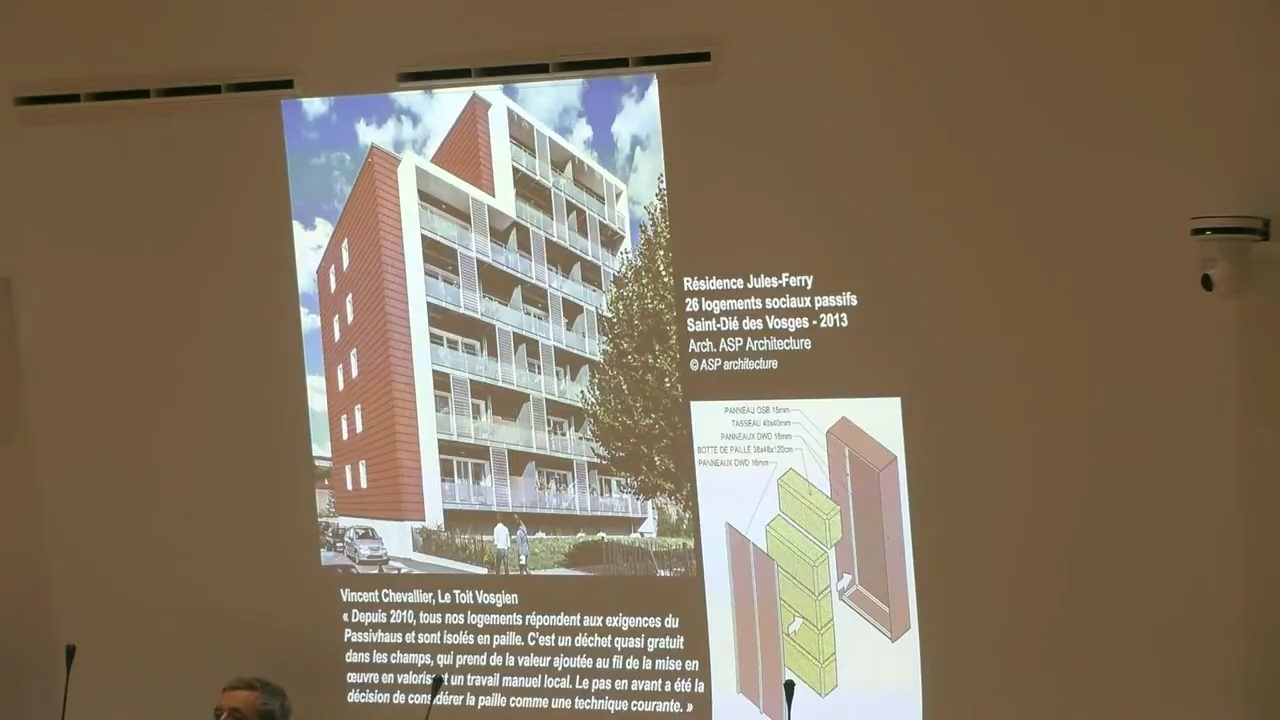 Résidence Jules-Ferry
26 logements sociaux passifs
Saint-Dié des Vosges - 2013
Arch. ASP Architecture
© ASP architecture
PANNEAU OSB 15mm
TASSEAU 40x40mm
PANNEAUX DWD 16mm
BOTTE DE PAILLE 38x48x120cm
PANNEAUX DWD 16mm
Vincent Chevallier, Le Toit Vosgien
« Depuis 2010, tous nos logements répondent aux exigences du
Passivhaus et sont isolés en paille. C'est un déchet quasi gratuit
dans les champs, qui prend de la valeur ajoutée au fil de la mise en
œuvre en valorisant un travail manuel local. Le pas en avant a été la
décision de considérer la paille comme une technique courante. »